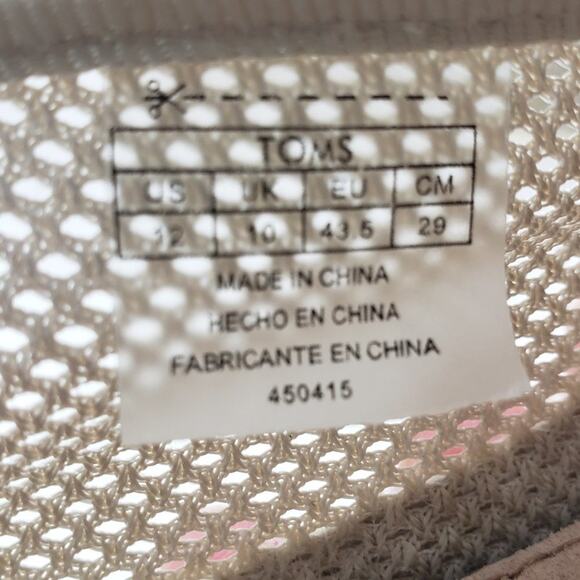 TOMS
US UK EU CM
12 10 43.5 29
MADE IN CHINA
HECHO EN CHINA
FABRICANTE EN CHINA
450415